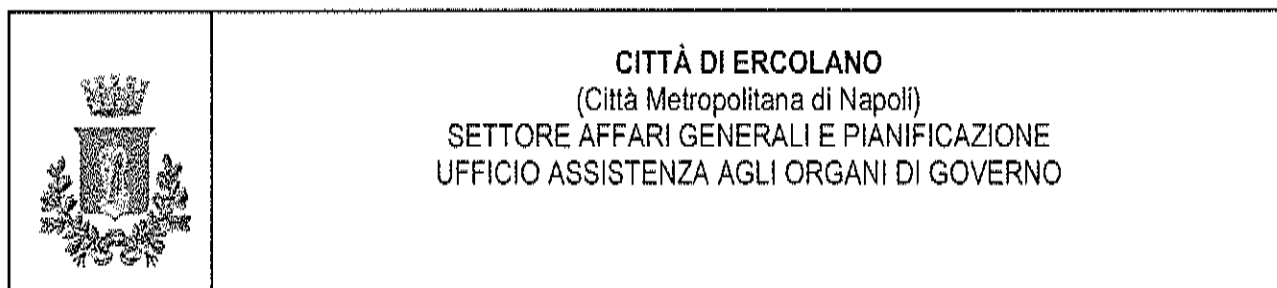 CITTÀ DI ERCOLANO
(Città Metropolitana di Napoli)
SETTORE AFFARI GENERALI E PIANIFICAZIONE
UFFICIO ASSISTENZA AGLI ORGANI DI GOVERNO